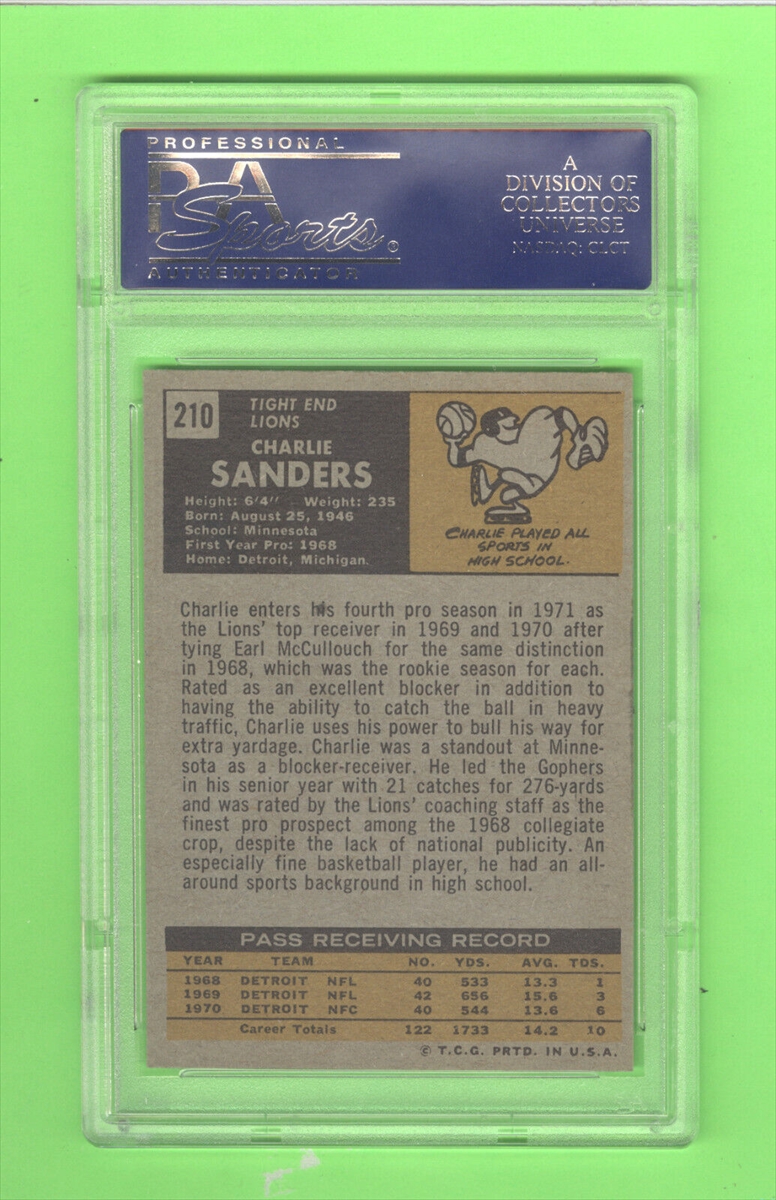 PROFESSIONAL
PSA
Sports®
AUTHENTICATOR
A
DIVISION OF
COLLECTORS
UNIVERSE
NASDAQ: CLCT
210
TIGHT END
LIONS
CHARLIE
SANDERS
Height: 6'4" Weight: 235
Born: August 25, 1946
School: Minnesota
First Year Pro: 1968
Home: Detroit, Michigan.
CHARLIE PLAYED ALL
SPORTS IN
HIGH SCHOOL.
Charlie enters his fourth pro season in 1971 as
the Lions' top receiver in 1969 and 1970 after
tying Earl McCullouch for the same distinction
in 1968, which was the rookie season for each.
Rated as an excellent blocker in addition to
having the ability to catch the ball in heavy
traffic, Charlie uses his power to bull his way for
extra yardage. Charlie was a standout at Minne-
sota as a blocker-receiver. He led the Gophers
in his senior year with 21 catches for 276-yards
and was rated by the Lions' coaching staff as the
finest pro prospect among the 1968 collegiate
crop, despite the lack of national publicity. An
especially fine basketball player, he had an all-
around sports background in high school.
PASS RECEIVING RECORD
YEAR TEAM NO. YDS. AVG. TDS.
1968 DETROIT NFL 40 533 13.3 1
1969 DETROIT NFL 42 656 15.6 3
1970 DETROIT NFC 40 544 13.6 6
Career Totals 122 1733 14.2 10
© T.C.G. PRTD. IN U.S.A.